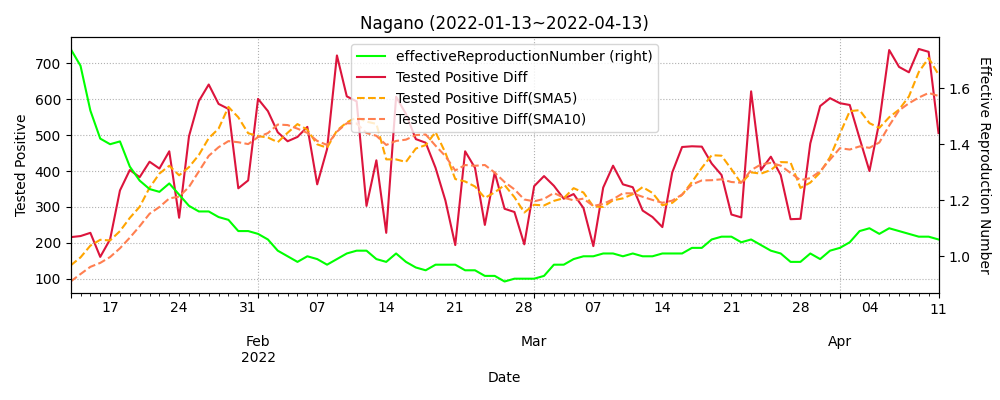 Nagano (2022-01-13~2022-04-13)
effectiveReproductionNumber (right)
Tested Positive Diff
Tested Positive Diff(SMA5)
Tested Positive Diff(SMA10)
Tested Positive
700
600
500
400
300
200
100
1.6
1.4
1.2
1.0
Effective Reproduction Number
17 24 31 07 14 21 28 07 14 21 28 04 11
Feb Mar Apr
2022
Date